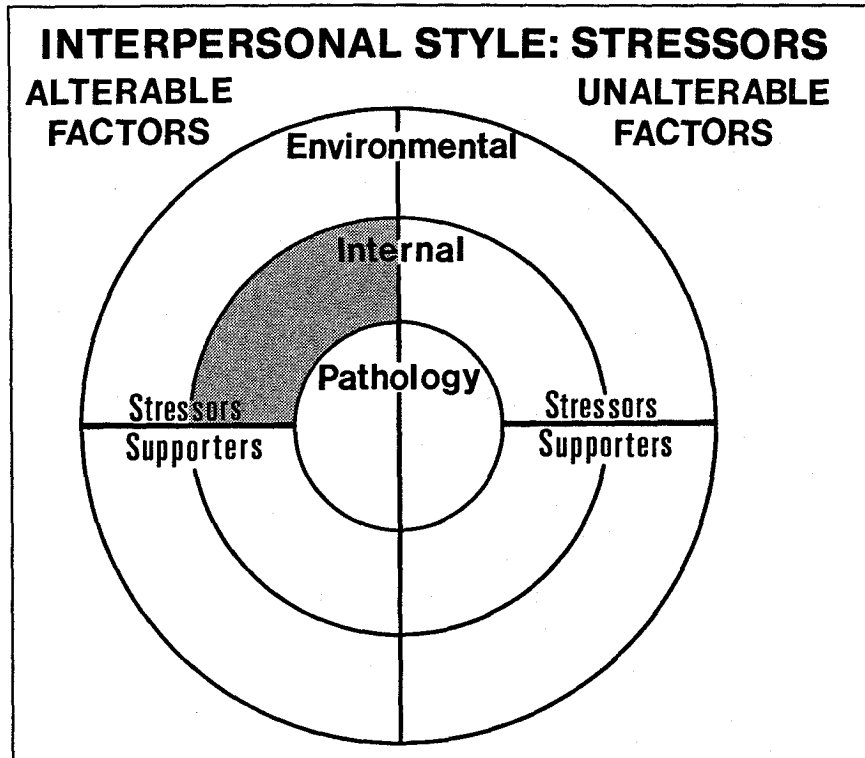 INTERPERSONAL STYLE: STRESSORS
ALTERABLE
FACTORS
UNALTERABLE
FACTORS
Environmental
Internal
Pathology
Stressors
Supporters
Stressors
Supporters